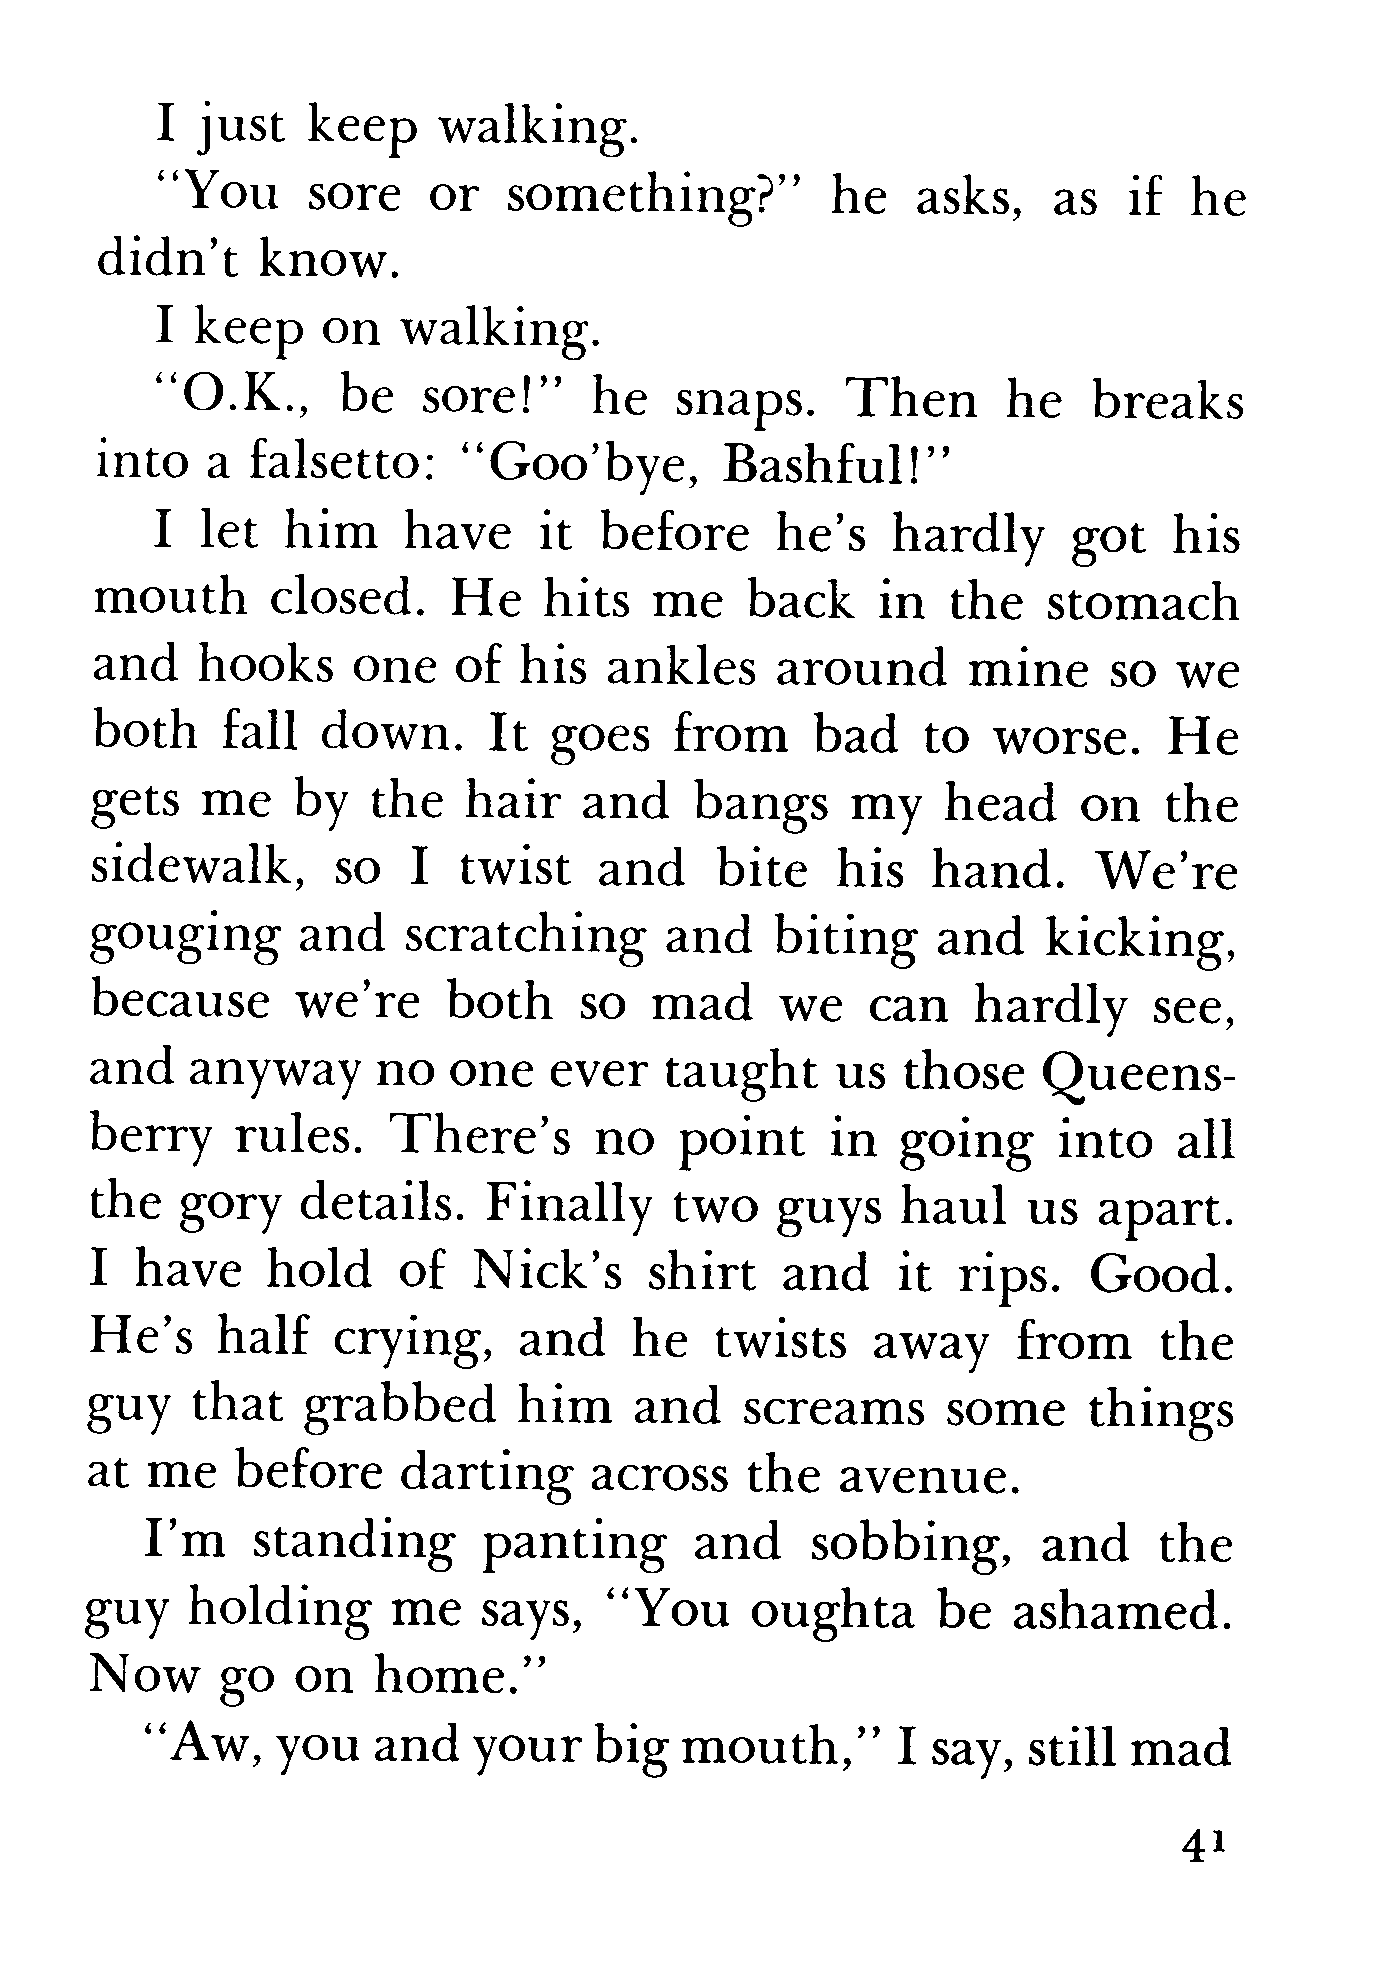 I just keep walking.
"You sore or something?" he asks, as if he
didn't know.
I keep on walking.
"O.K., be sore!" he snaps. Then he breaks
into a falsetto: "Goo'bye, Bashful!"
I let him have it before he's hardly got his
mouth closed. He hits me back in the stomach
and hooks one of his ankles around mine so we
both fall down. It goes from bad to worse. He
gets me by the hair and bangs my head on the
sidewalk, so I twist and bite his hand. We're
gouging and scratching and biting and kicking,
because we're both so mad we can hardly see,
and anyway no one ever taught us those Queens-
berry rules. There's no point in going into all
the gory details. Finally two guys haul us apart.
I have hold of Nick's shirt and it rips. Good.
He's half crying, and he twists away from the
guy that grabbed him and screams some things
at me before darting across the avenue.
I'm standing panting and sobbing, and the
guy holding me says, "You oughta be ashamed.
Now go on home."
"Aw, you and your big mouth," I say, still mad
41